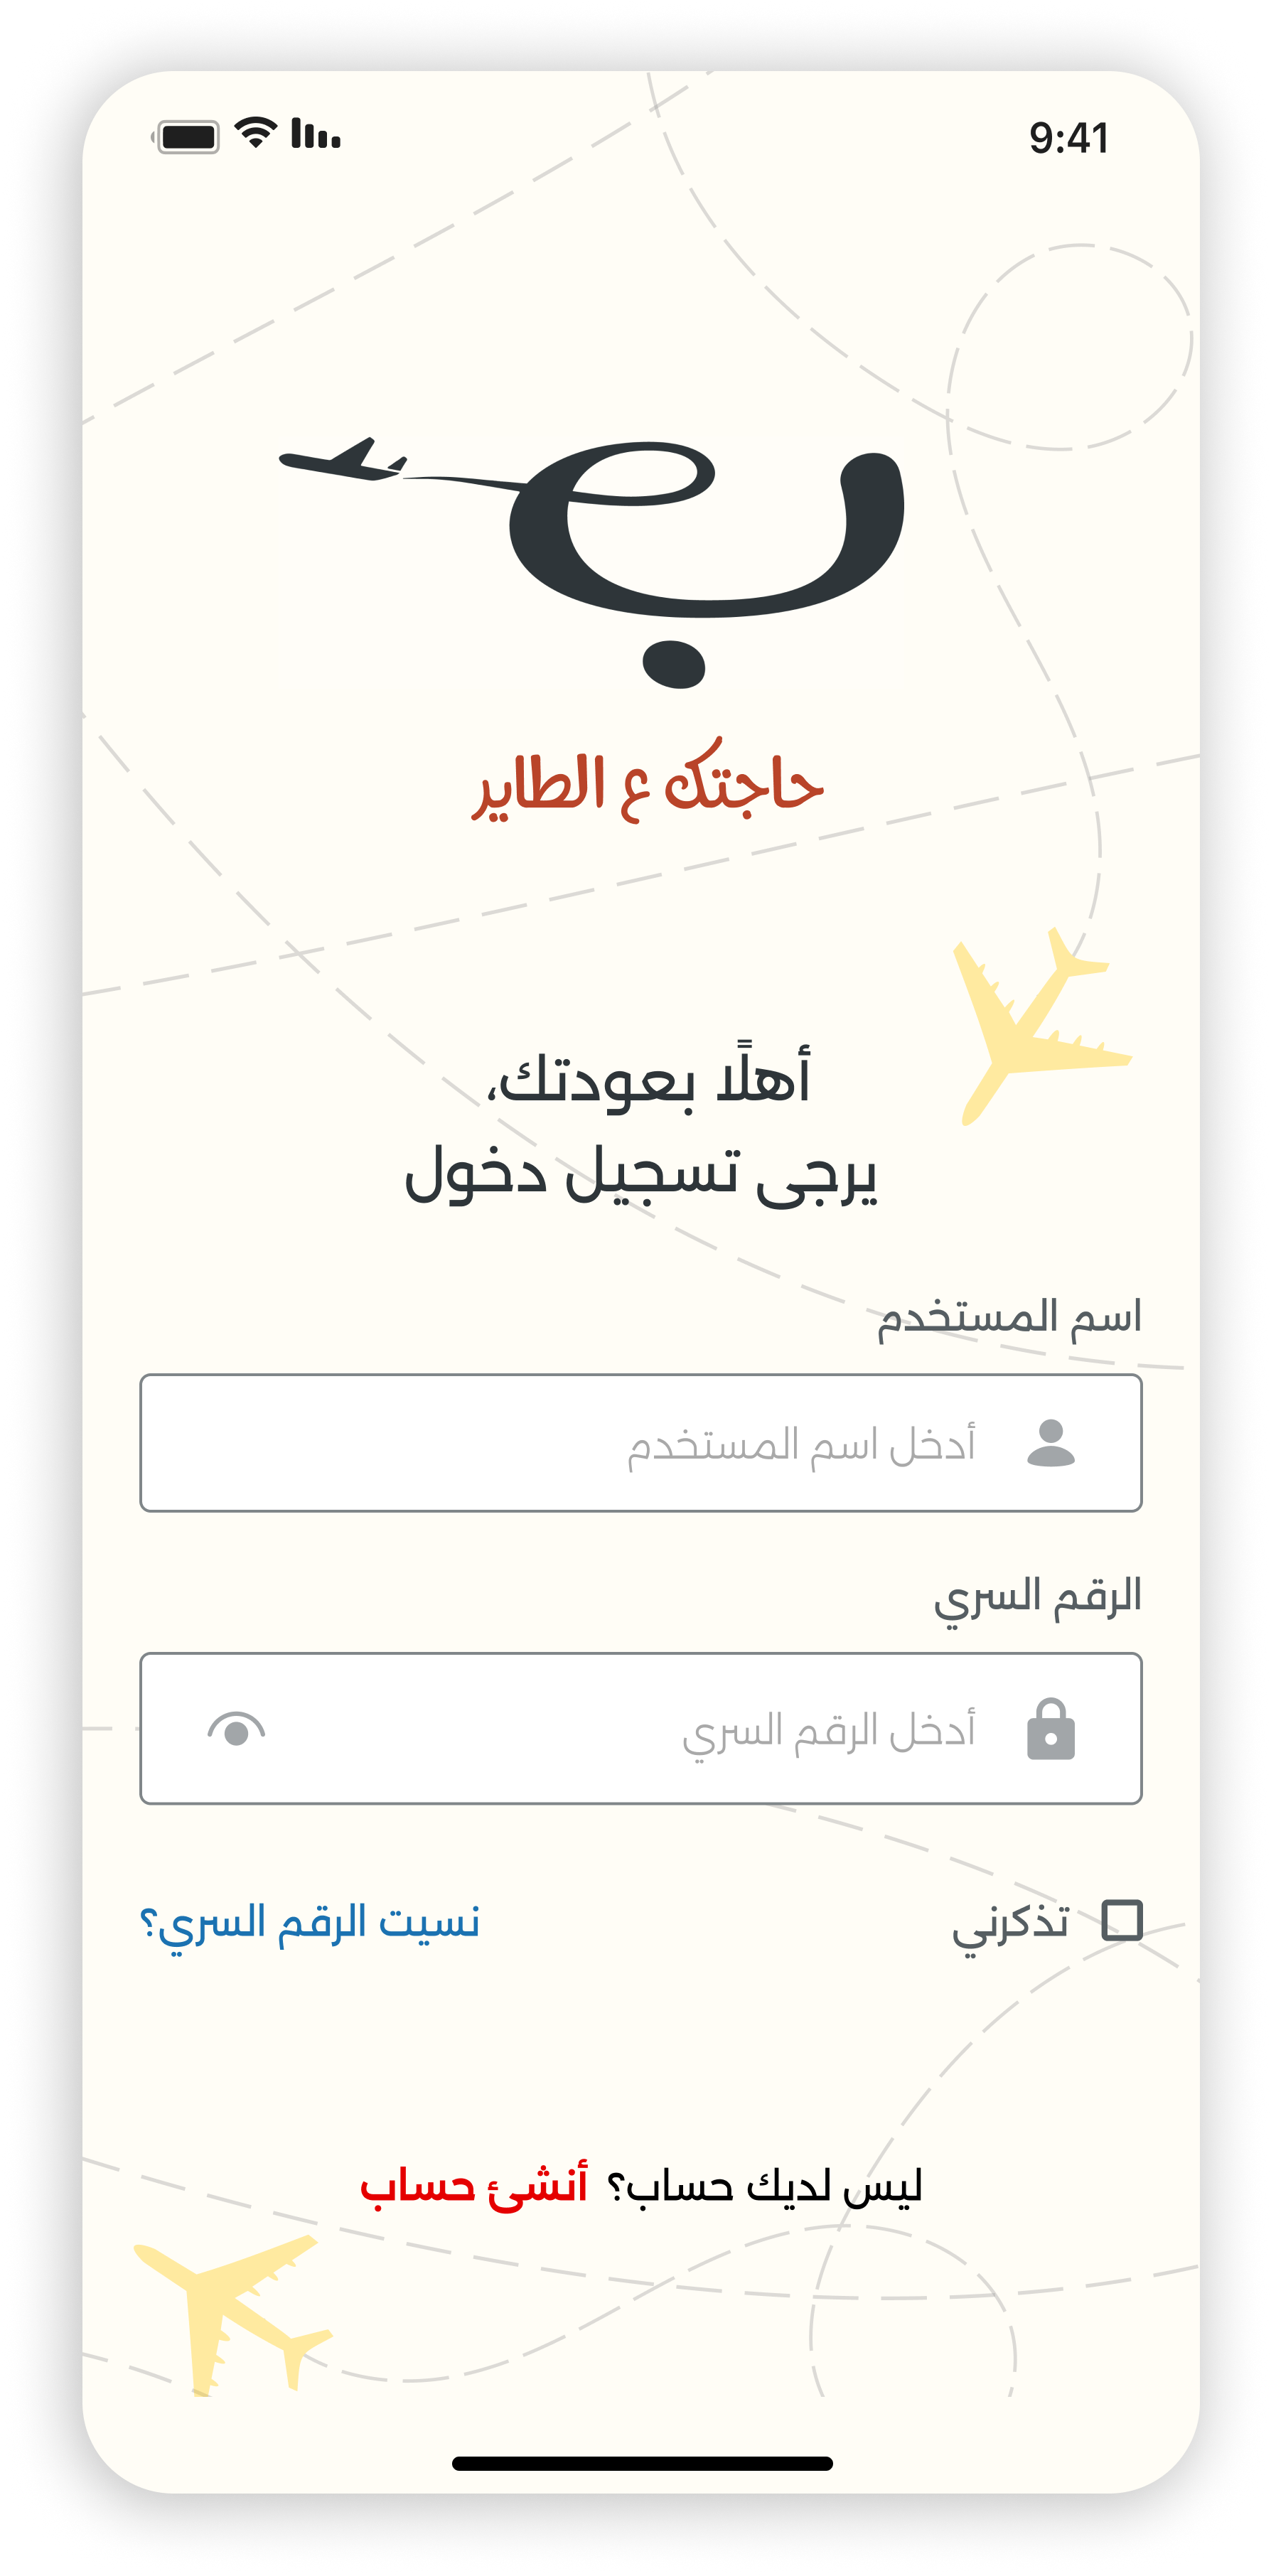 9:41
ب
حاجتك ع الطاير
أهلًا بعودتك،
يرجى تسجيل دخول
اسم المستخدم
أدخل اسم المستخدم
الرقم السري
أدخل الرقم السري
تذكرني
نسيت الرقم السري؟
ليس لديك حساب؟ أنشئ حساب